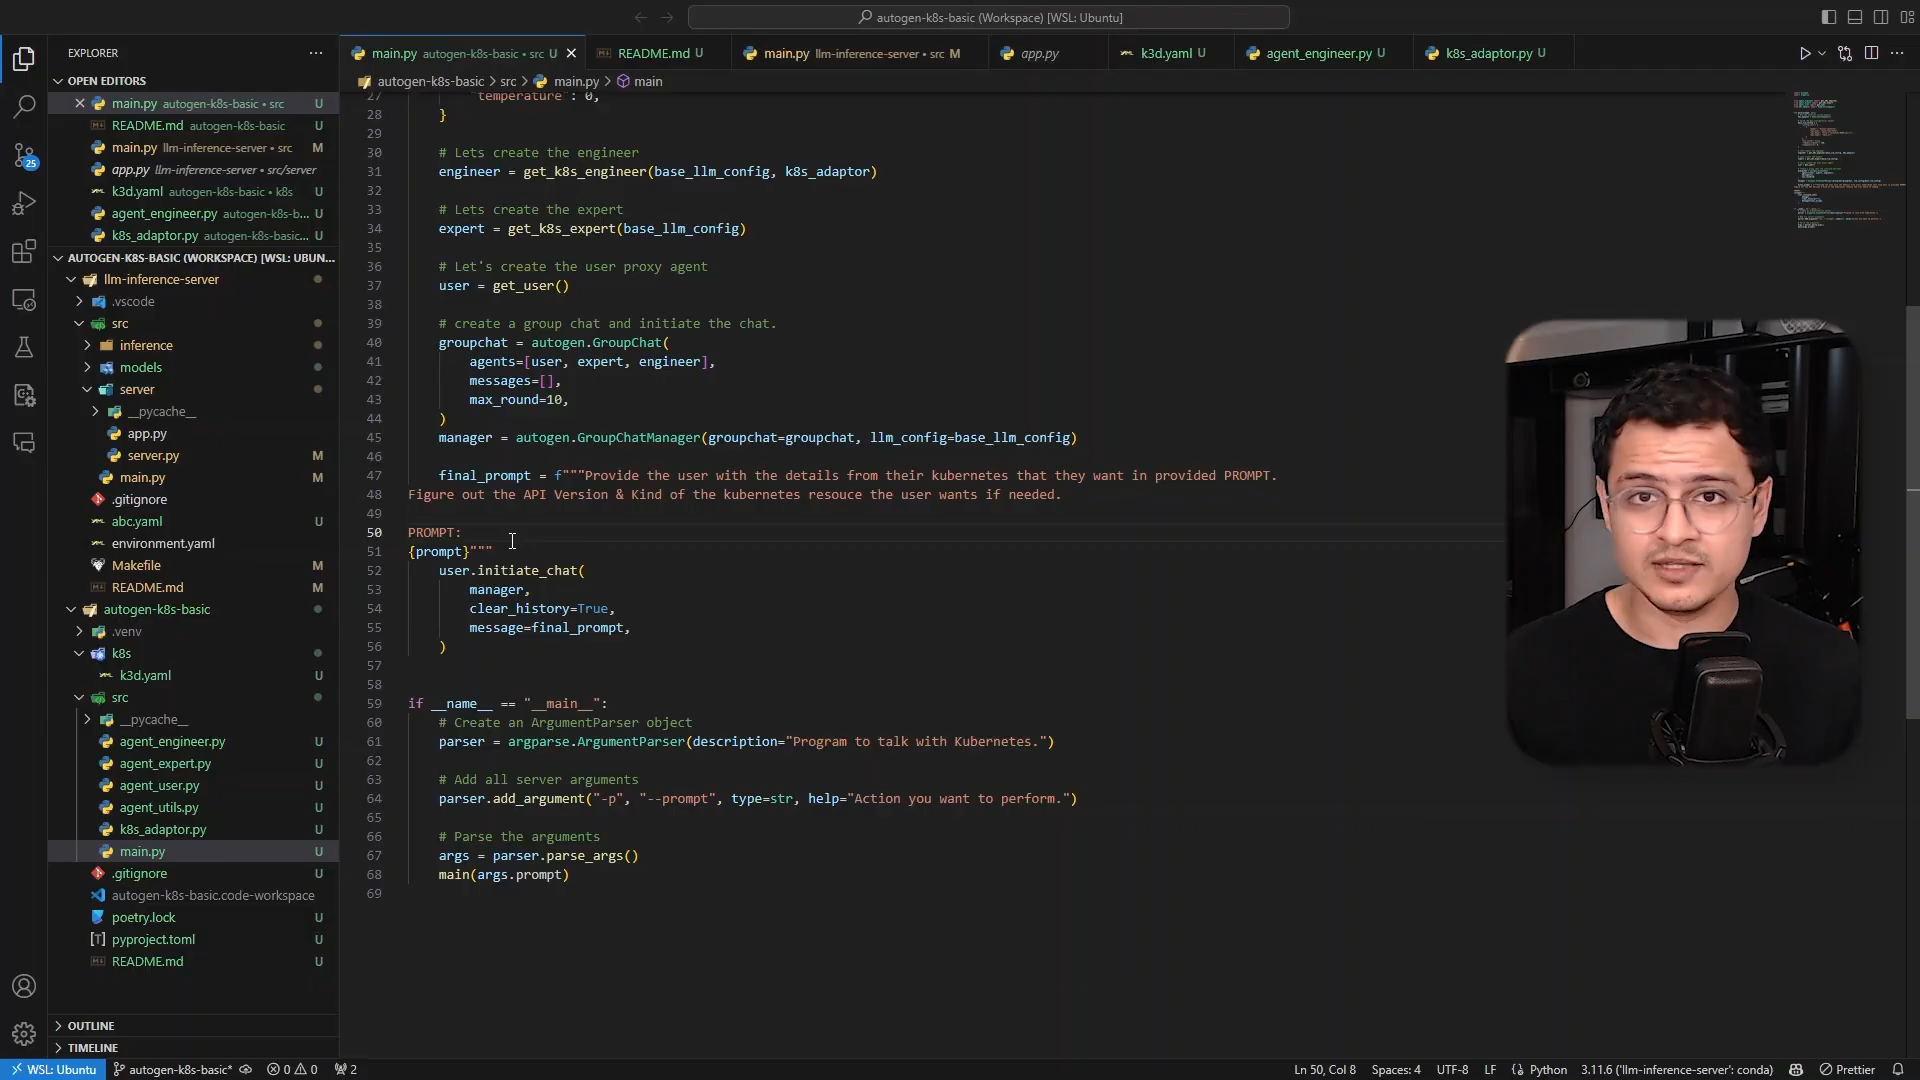 autogen-k8s-basic (Workspace) [WSL: Ubuntu]
EXPLORER
OPEN EDITORS
main.py autogen-k8s-basic • src U
README.md autogen-k8s-basic U
main.py llm-inference-server • src M
app.py llm-inference-server • src/server
k3d.yaml autogen-k8s-basic • k8s U
agent_engineer.py autogen-k8s-b... U
k8s_adaptor.py autogen-k8s-basic... U
AUTOGEN-K8S-BASIC (WORKSPACE) [WSL: UBUN...
llm-inference-server
.vscode
src
inference
models
server
__pycache__
app.py
server.py M
main.py M
.gitignore
abc.yaml U
environment.yaml
Makefile M
README.md M
autogen-k8s-basic
.venv
k8s
k3d.yaml U
src
__pycache__
agent_engineer.py U
agent_expert.py U
agent_user.py U
agent_utils.py U
k8s_adaptor.py U
main.py U
.gitignore U
autogen-k8s-basic.code-workspace U
poetry.lock U
pyproject.toml U
README.md U
OUTLINE
TIMELINE
25
main.py autogen-k8s-basic • src U
README.md U
main.py llm-inference-server • src M
app.py
k3d.yaml U
agent_engineer.py U
k8s_adaptor.py U
autogen-k8s-basic > src > main.py > main
27 "temperature": 0,
28 }
29
30 # Lets create the engineer
31 engineer = get_k8s_engineer(base_llm_config, k8s_adaptor)
32
33 # Lets create the expert
34 expert = get_k8s_expert(base_llm_config)
35
36 # Let's create the user proxy agent
37 user = get_user()
38
39 # create a group chat and initiate the chat.
40 groupchat = autogen.GroupChat(
41 agents=[user, expert, engineer],
42 messages=[],
43 max_round=10,
44 )
45 manager = autogen.GroupChatManager(groupchat=groupchat, llm_config=base_llm_config)
46
47 final_prompt = f"""Provide the user with the details from their kubernetes that they want in provided PROMPT.
48 Figure out the API Version & Kind of the kubernetes resouce the user wants if needed.
49
50 PROMPT:
51 {prompt}"""
52 user.initiate_chat(
53 manager,
54 clear_history=True,
55 message=final_prompt,
56 )
57
58
59 if __name__ == "__main__":
60 # Create an ArgumentParser object
61 parser = argparse.ArgumentParser(description="Program to talk with Kubernetes.")
62
63 # Add all server arguments
64 parser.add_argument("-p", "--prompt", type=str, help="Action you want to perform.")
65
66 # Parse the arguments
67 args = parser.parse_args()
68 main(args.prompt)
69
WSL: Ubuntu autogen-k8s-basic* 0 0 2 Ln 50, Col 8 Spaces: 4 UTF-8 LF Python 3.11.6 ('llm-inference-server': conda) Prettier